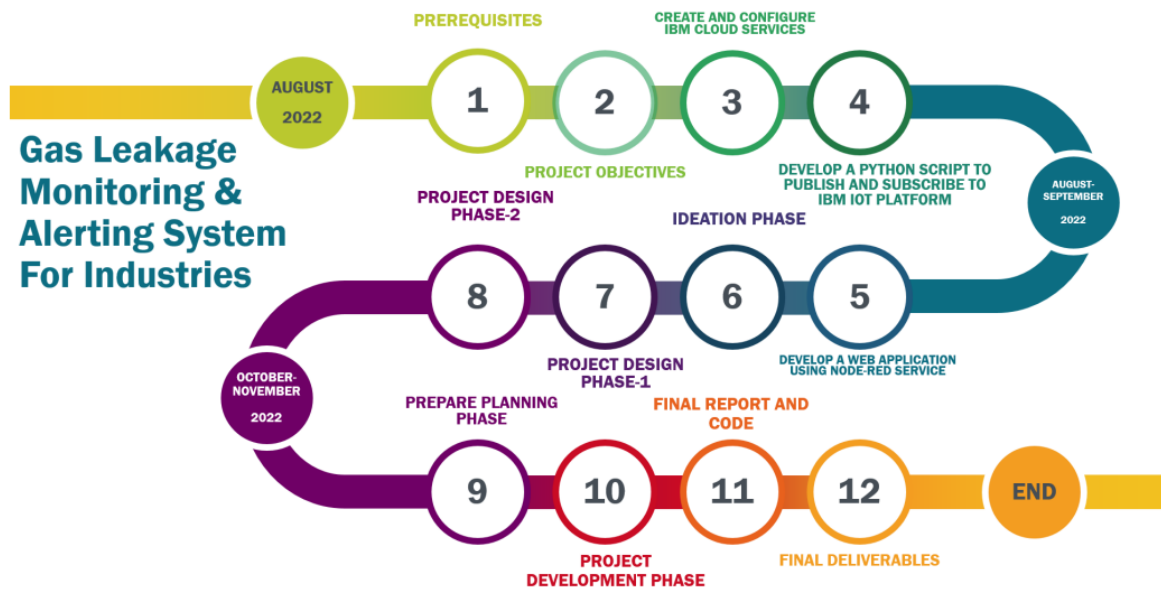 Gas Leakage
Monitoring &
Alerting System
For Industries
AUGUST
2022
PREREQUISITES
1
2
PROJECT OBJECTIVES
CREATE AND CONFIGURE
IBM CLOUD SERVICES
3
4
DEVELOP A PYTHON SCRIPT TO
PUBLISH AND SUBSCRIBE TO
IBM IOT PLATFORM
AUGUST-
SEPTEMBER
2022
5
DEVELOP A WEB APPLICATION
USING NODE-RED SERVICE
IDEATION PHASE
6
7
PROJECT DESIGN
PHASE-1
PROJECT DESIGN
PHASE-2
8
OCTOBER-
NOVEMBER
2022
PREPARE PLANNING
PHASE
9
10
PROJECT
DEVELOPMENT PHASE
FINAL REPORT AND
CODE
11
12
FINAL DELIVERABLES
END